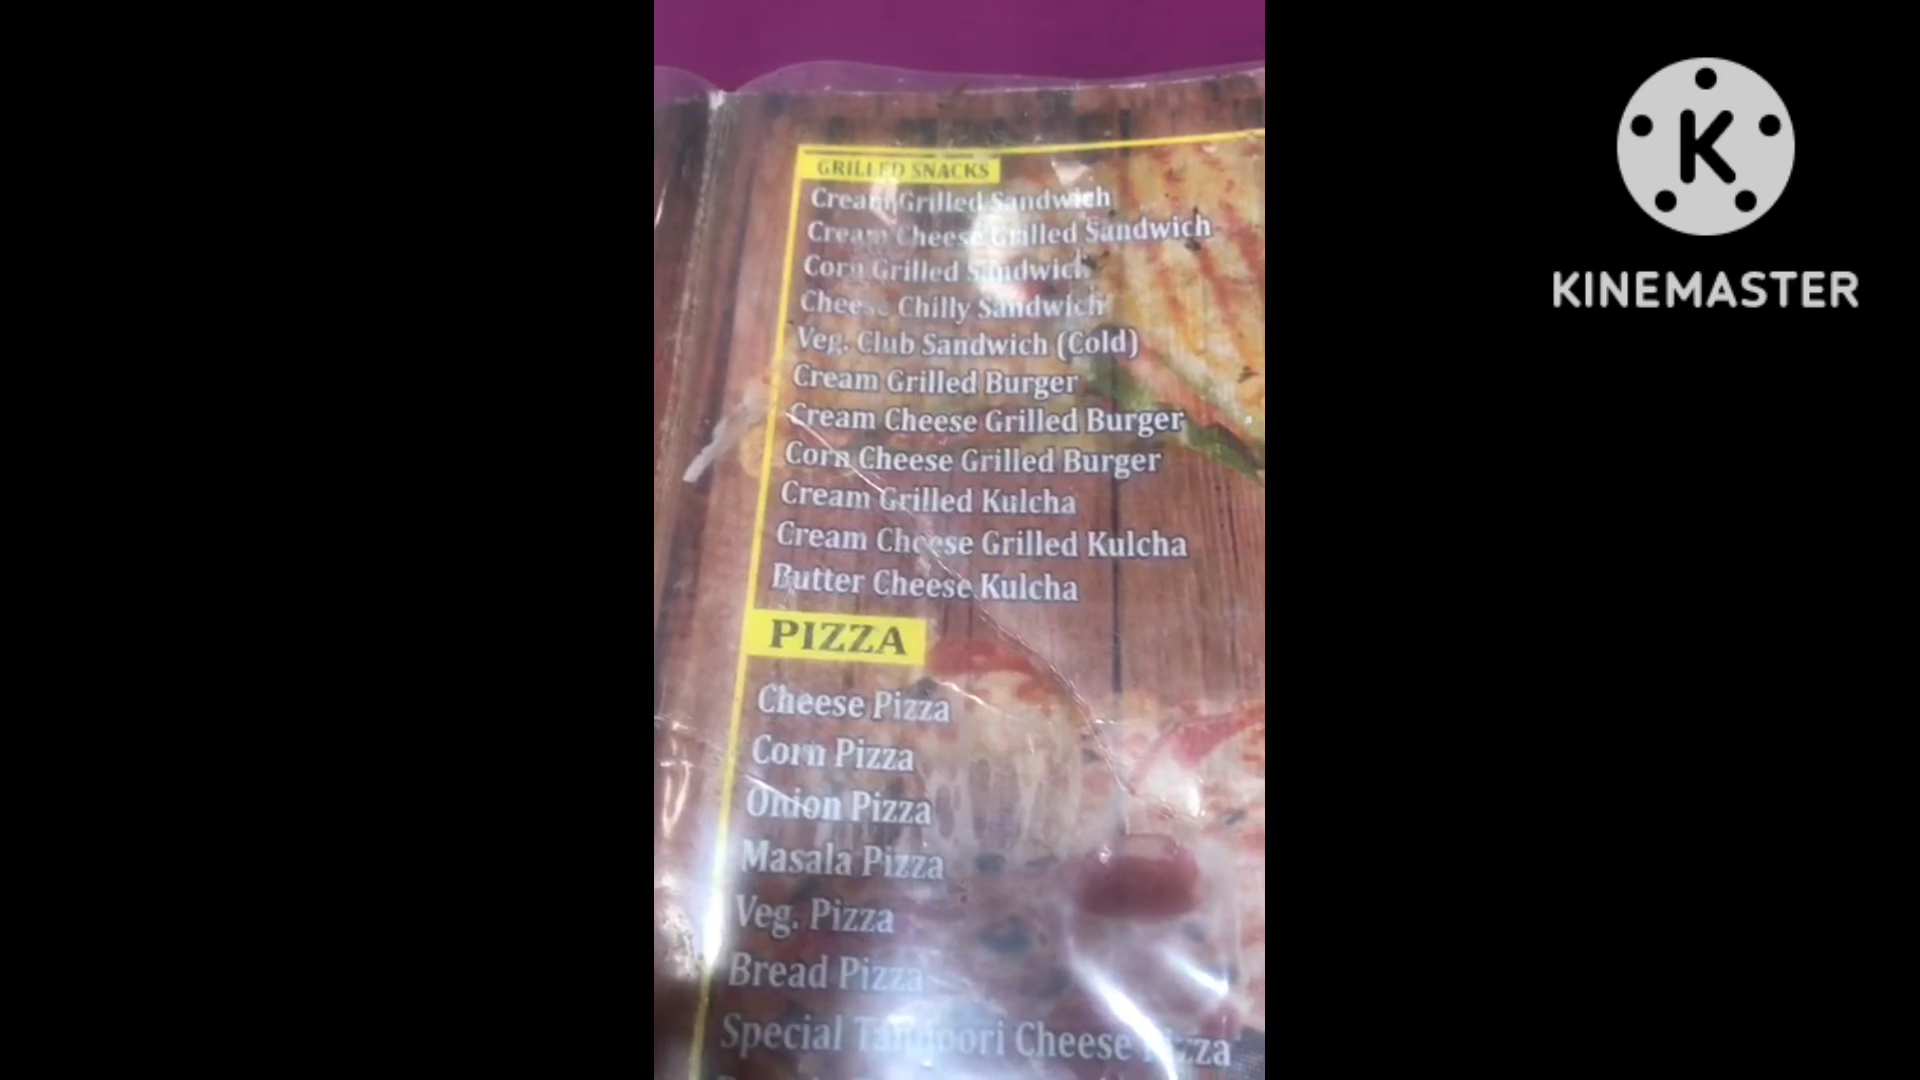 GRILLED SNACKS
Cream Grilled Sandwich
Cream Cheese Grilled Sandwich
Corn Grilled Sandwich
Cheese Chilly Sandwich
Veg. Club Sandwich (Cold)
Cream Grilled Burger
Cream Cheese Grilled Burger
Corn Cheese Grilled Burger
Cream Grilled Kulcha
Cream Cheese Grilled Kulcha
Butter Cheese Kulcha
PIZZA
Cheese Pizza
Corn Pizza
Onion Pizza
Masala Pizza
Veg. Pizza
Bread Pizza
Special Tandoori Cheese Pizza
K
KINEMASTER